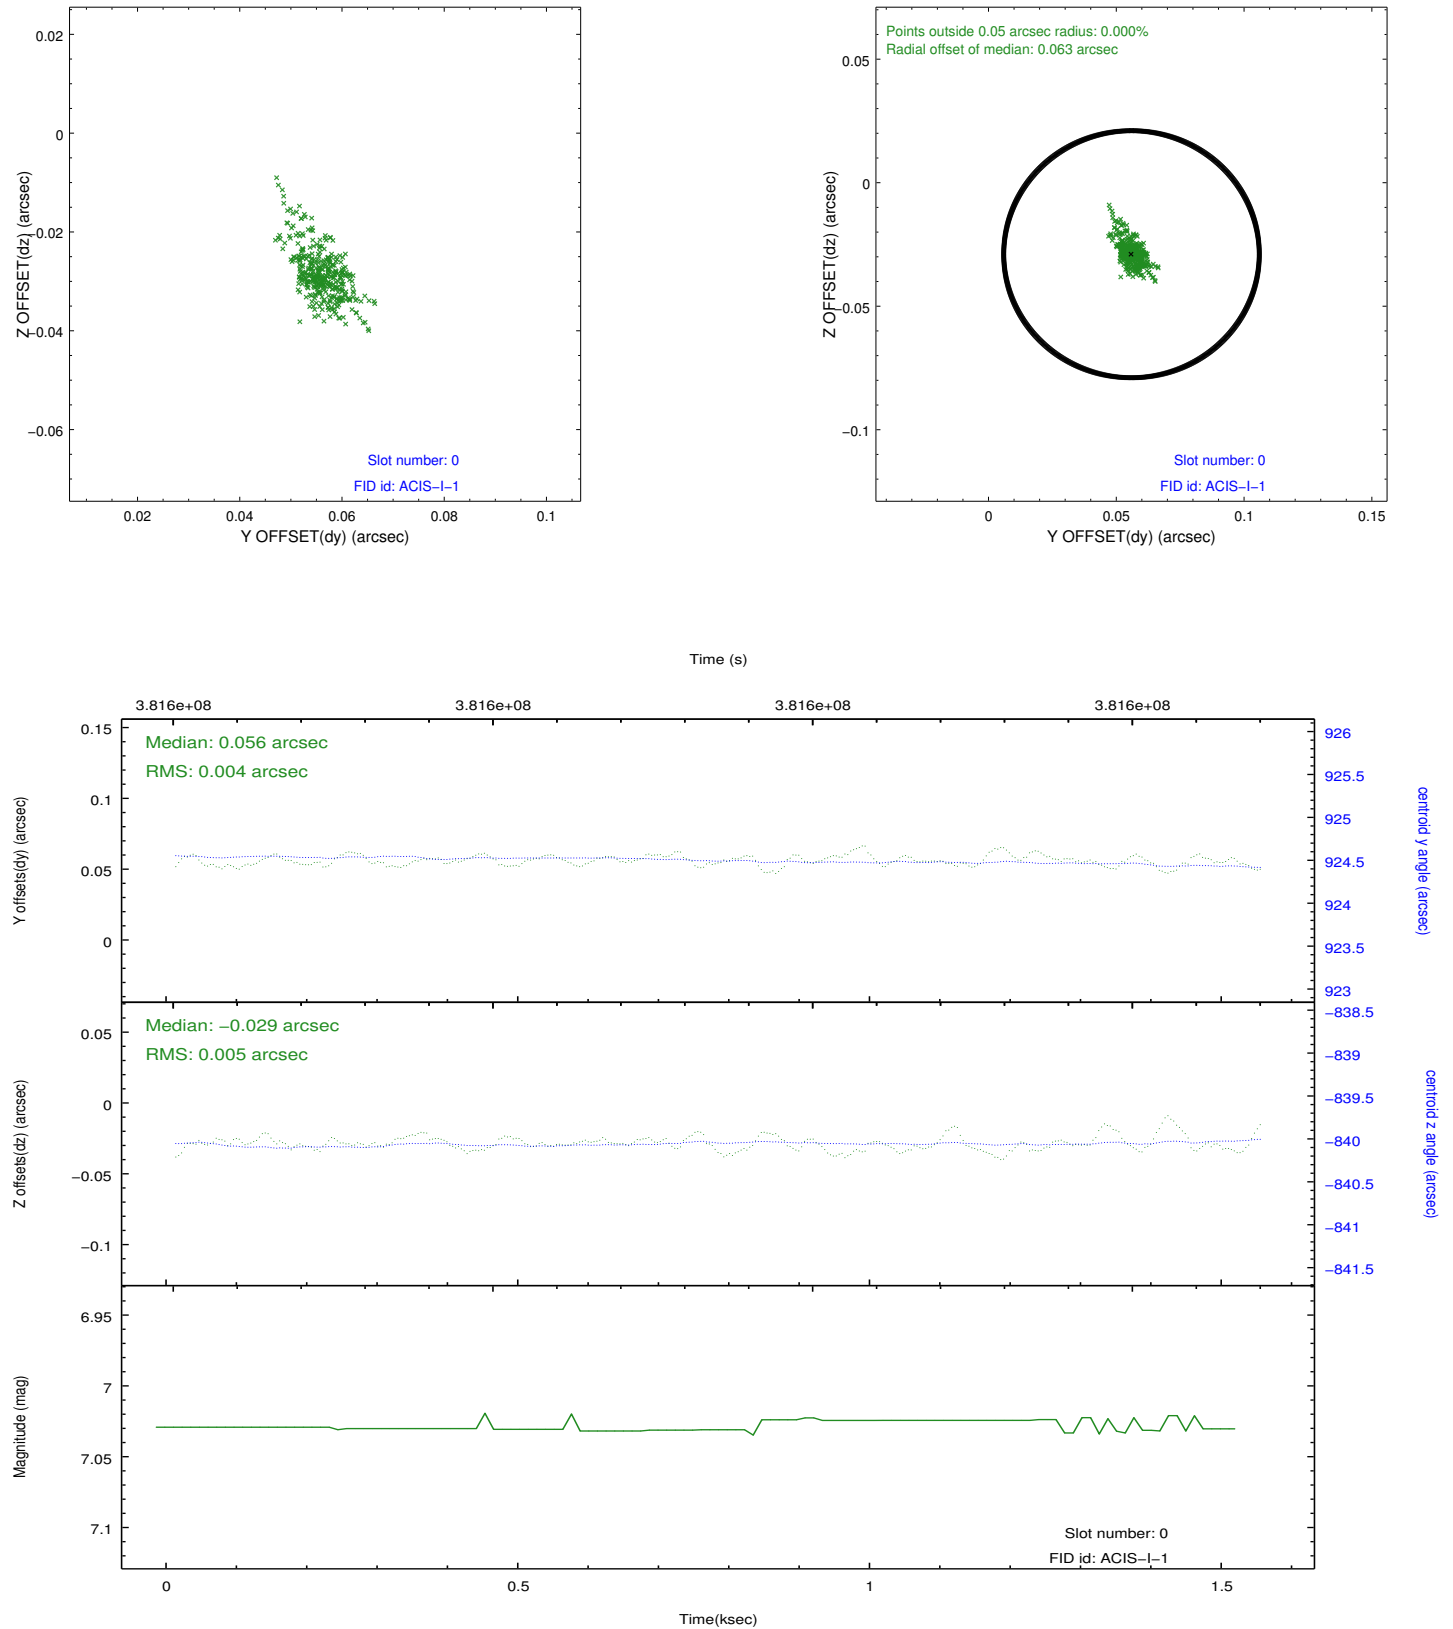 0.02
0
−0.02
−0.04
−0.06
Z OFFSET(dz) (arcsec)
Slot number: 0
FID id: ACIS−I−1
0.02 0.04 0.06 0.08 0.1
Y OFFSET(dy) (arcsec)
Points outside 0.05 arcsec radius: 0.000%
Radial offset of median: 0.063 arcsec
0.05
0
−0.05
−0.1
Z OFFSET(dz) (arcsec)
Slot number: 0
FID id: ACIS−I−1
0 0.05 0.1 0.15
Y OFFSET(dy) (arcsec)
Time (s)
3.816e+08 3.816e+08 3.816e+08 3.816e+08
Median: 0.056 arcsec
RMS: 0.004 arcsec
0.15
0.1
0.05
0
Y offsets(dy) (arcsec)
926
925.5
925
924.5
924
923.5
923
centroid y angle (arcsec)
Median: −0.029 arcsec
RMS: 0.005 arcsec
0.05
0
−0.05
−0.1
Z offsets(dz) (arcsec)
−838.5
−839
−839.5
−840
−840.5
−841
−841.5
centroid z angle (arcsec)
6.95
7
7.05
7.1
Magnitude (mag)
Slot number: 0
FID id: ACIS−I−1
0 0.5 1 1.5
Time(ksec)